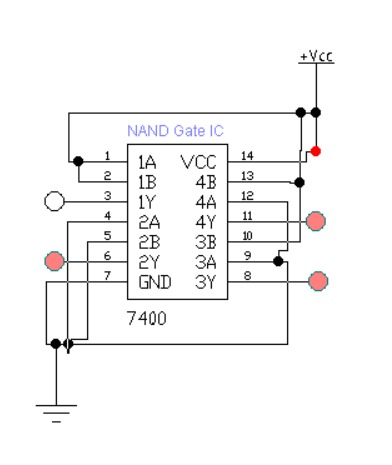 +Vcc
NAND Gate IC
1 1A VCC 14
2 1B 4B 13
3 1Y 4A 12
4 2A 4Y 11
5 2B 3B 10
6 2Y 3A 9
7 GND 3Y 8
7400